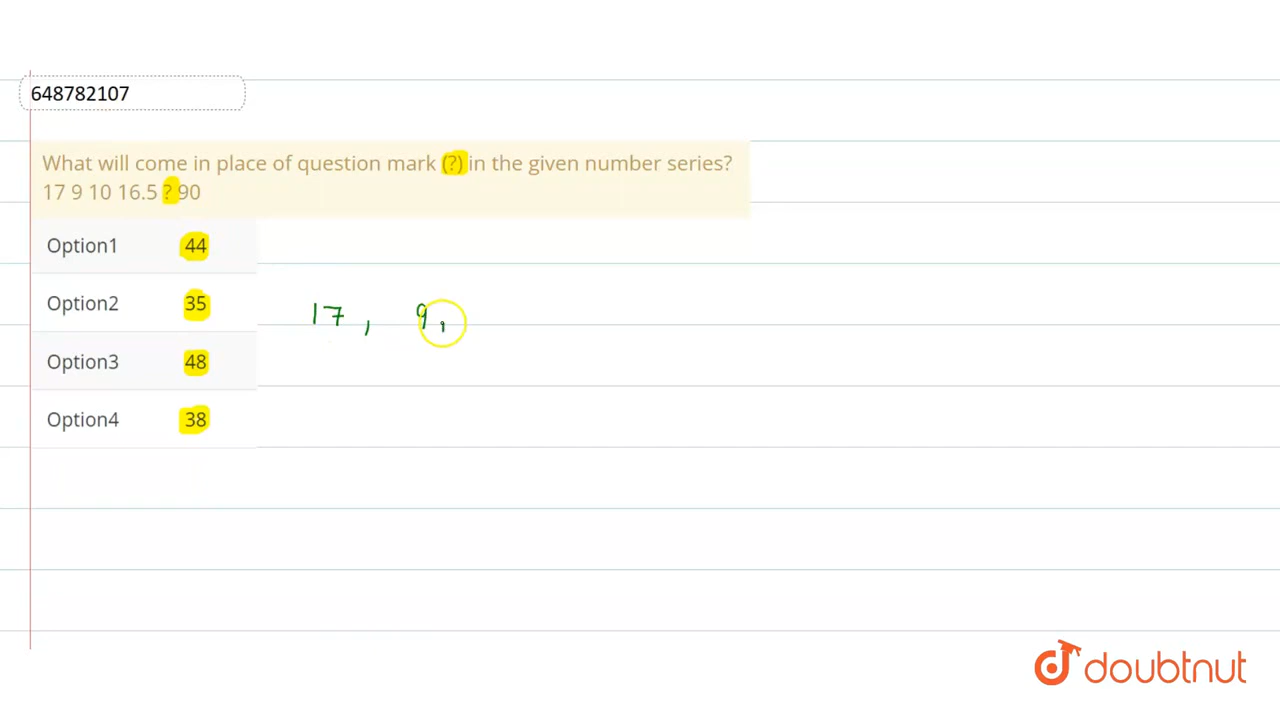 648782107
What will come in place of question mark (?) in the given number series?
17 9 10 16.5 ? 90
Option1 44
Option2 35
Option3 48
Option4 38
17 , 9 ,
doubtnut